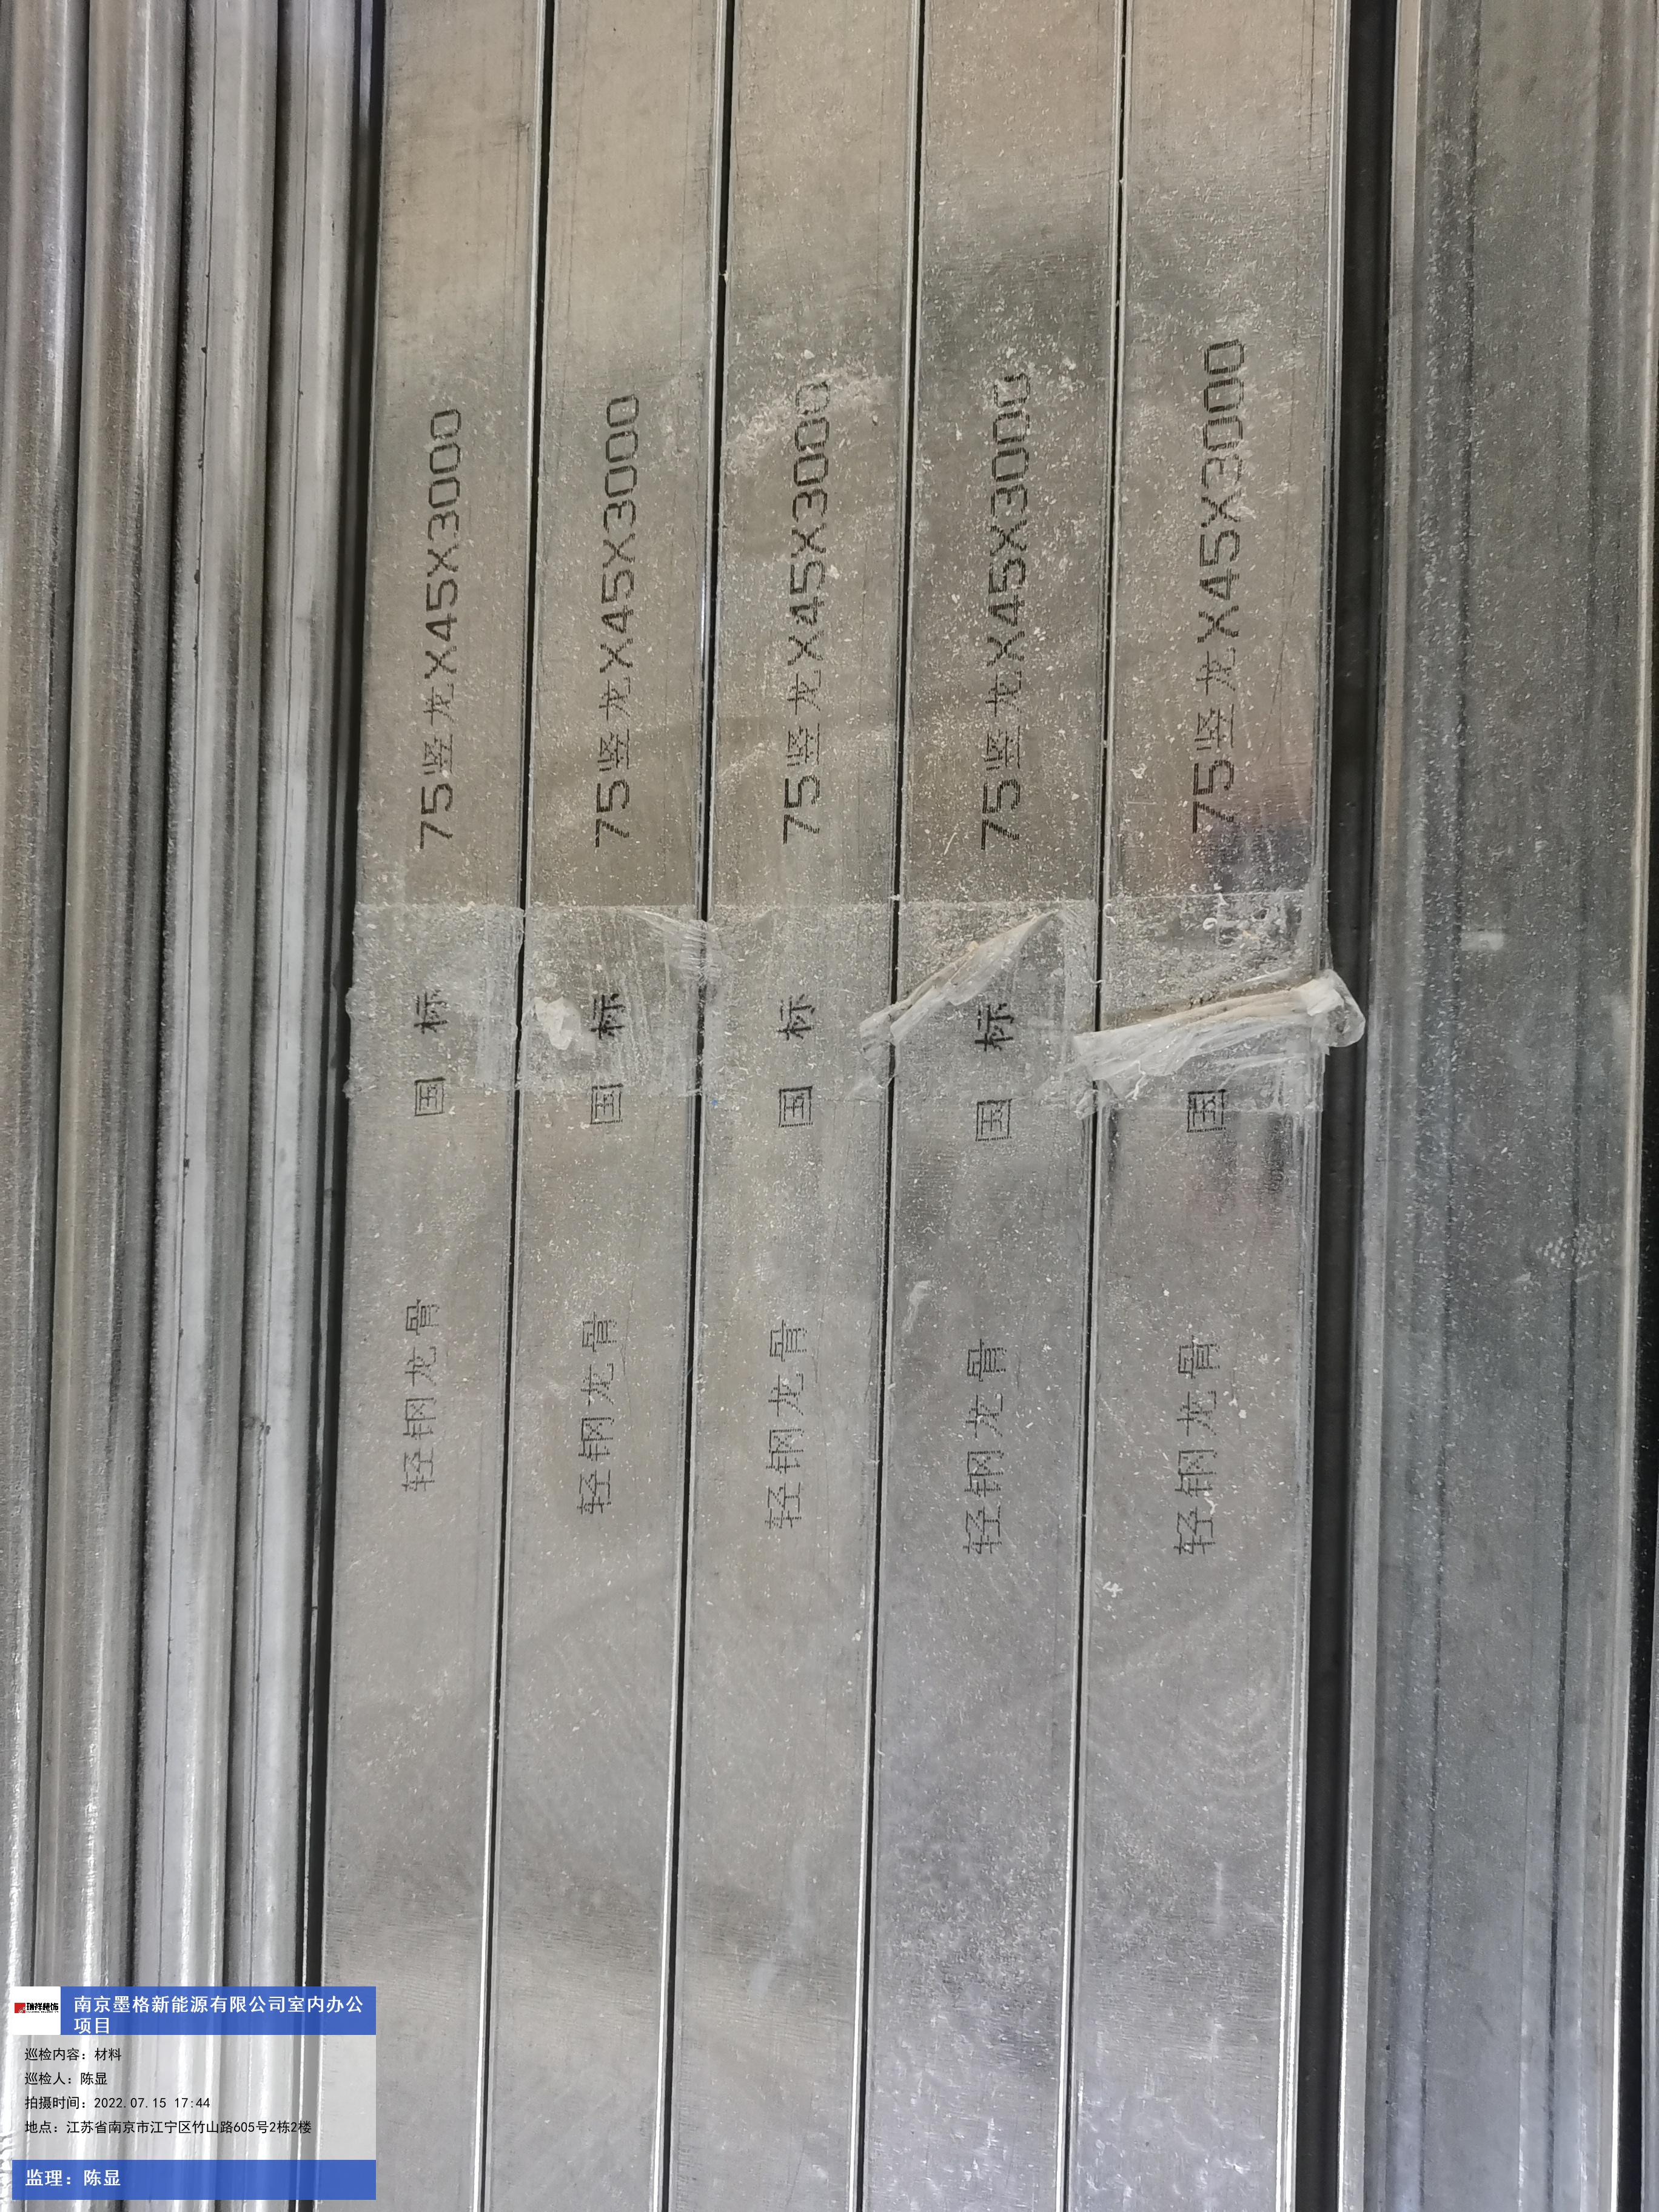 轻钢龙骨 国标 75竖龙X45X3000
轻钢龙骨 国标 75竖龙X45X3000
轻钢龙骨 国标 75竖龙X45X3000
轻钢龙骨 国标 75竖龙X45X3000
轻钢龙骨 国 75竖龙X45X3000
瑞祥装饰
南京墨格新能源有限公司室内办公
项目
巡检内容：材料
巡检人：陈显
拍摄时间：2022.07.15 17:44
地点：江苏省南京市江宁区竹山路605号2栋2楼
监理：陈显